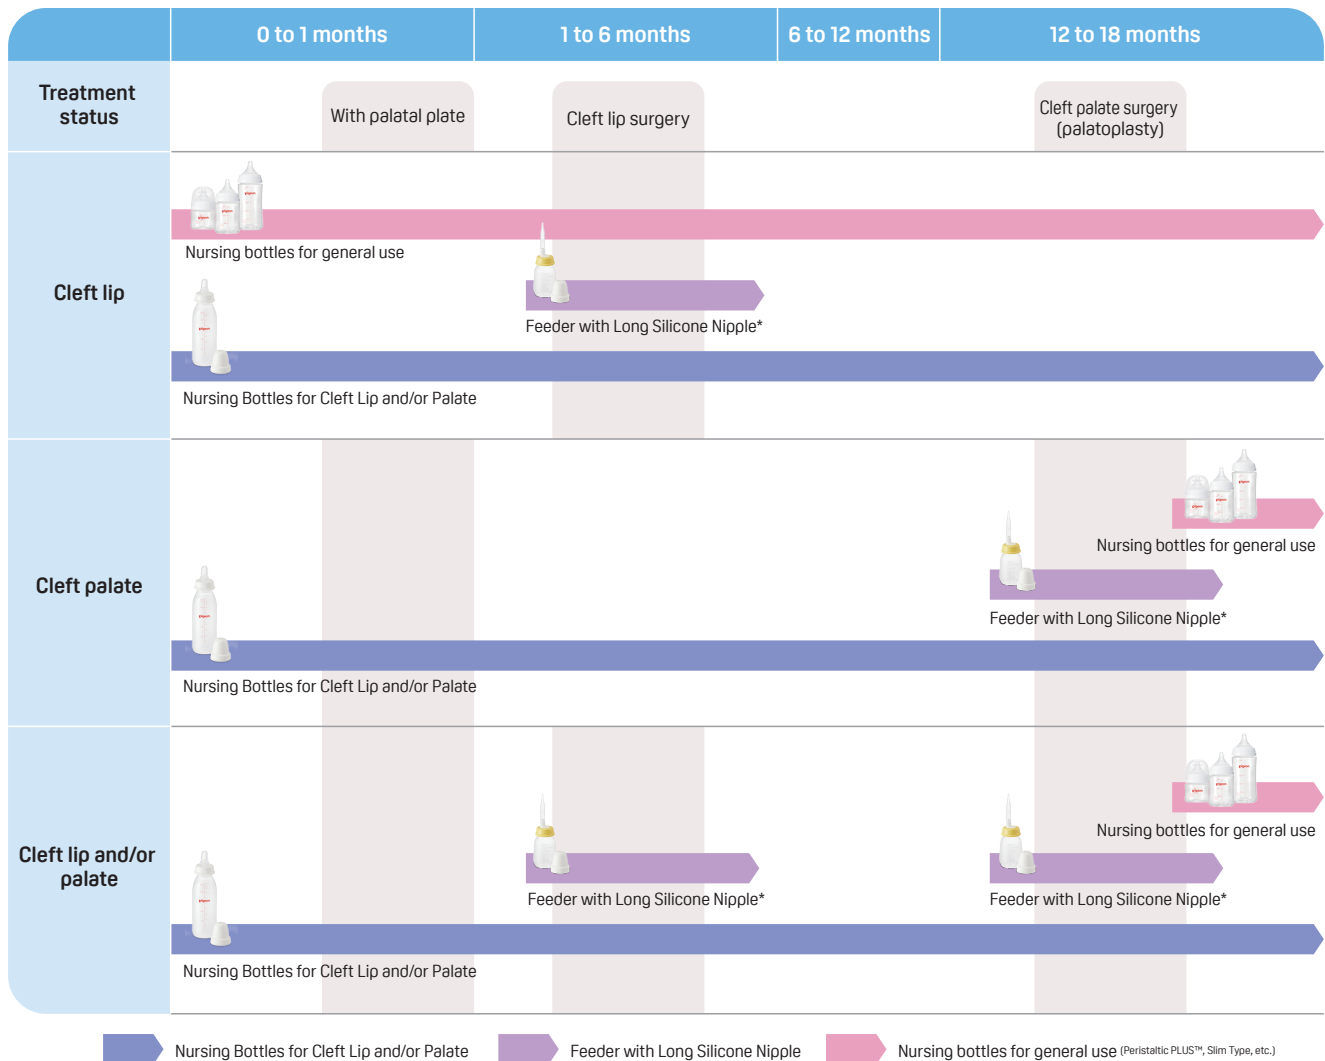 0 to 1 months
1 to 6 months
6 to 12 months
12 to 18 months
Treatment
status
With palatal plate
Cleft lip surgery
Cleft palate surgery
(palatoplasty)
Cleft lip
Nursing bottles for general use
Feeder with Long Silicone Nipple*
Nursing Bottles for Cleft Lip and/or Palate
Cleft palate
Nursing bottles for general use
Feeder with Long Silicone Nipple*
Nursing Bottles for Cleft Lip and/or Palate
Cleft lip and/or
palate
Nursing bottles for general use
Feeder with Long Silicone Nipple*
Feeder with Long Silicone Nipple*
Nursing Bottles for Cleft Lip and/or Palate
Nursing Bottles for Cleft Lip and/or Palate
Feeder with Long Silicone Nipple
Nursing bottles for general use (Peristaltic PLUS™, Slim Type, etc.)